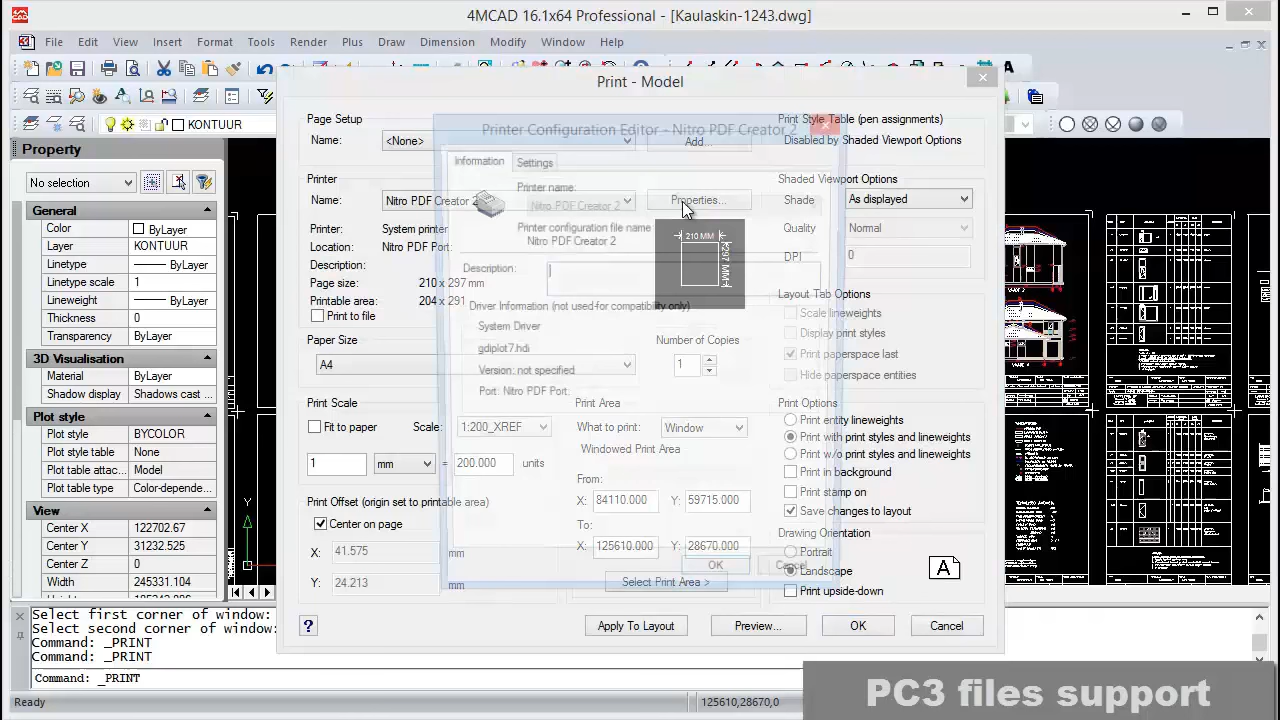 4MCAD 16.1x64 Professional - [Kaulaskin-1243.dwg]
File Edit View Insert Format Tools Render Plus Draw Dimension Modify Window Help
KONTUUR
Property
No selection
General
Color ByLayer
Layer KONTUUR
Linetype ByLayer
Linetype scale 1
Lineweight ByLayer
Thickness 0
Transparency ByLayer
3D Visualisation
Material ByLayer
Shadow display Shadows cast ...
Plot style
Plot style BYCOLOR
Plot style table None
Plot table attac... Model
Plot table type Color-depende...
View
Center X 122702.67
Center Y 31232.525
Center Z 0
Width 245331.104
Y
Print - Model
Page Setup
Name: <None>
Add...
Printer
Name: Nitro PDF Creator 2
Properties...
Printer: System printer
Location: Nitro PDF Port:
Description:
Page size: 210 x 297 mm
Printable area: 204 x 291
Print to file
210 MM
297 MM
Paper Size
A4
Number of Copies
1
Print Scale
Fit to paper Scale: 1:200_XREF
1 mm = 200.000 units
Print Area
What to print: Window
Windowed Print Area
From:
X: 84110.000 Y: 59715.000
To:
X: 125610.000 Y: 28670.000
Select Print Area >
Print Offset (origin set to printable area)
Center on page
X: 41.575 mm
Y: 24.213 mm
Print Style Table (pen assignments)
Disabled by Shaded Viewport Options
Shaded Viewport Options
Shade As displayed
Quality Normal
DPI 0
Layout Tab Options
Scale lineweights
Display print styles
Print paperspace last
Hide paperspace entities
Print Options
Print entity lineweights
Print with print styles and lineweights
Print w/o print styles and lineweights
Print in background
Print stamp on
Save changes to layout
Drawing Orientation
Portrait
Landscape
Print upside-down
A
Apply To Layout Preview... OK Cancel
Printer Configuration Editor - Nitro PDF Creator 2
Information Settings
Printer name:
Nitro PDF Creator 2
Printer configuration file name
Nitro PDF Creator 2
Description:
Driver Information (not used for compatibility only)
System Driver
gdiplot7.hdi
Version: not specified
Port: Nitro PDF Port:
OK Cancel
Select first corner of window:
Select second corner of window:
Command: _PRINT
Command: _PRINT
Command: _PRINT
Ready
125610,28670,0
PC3 files support